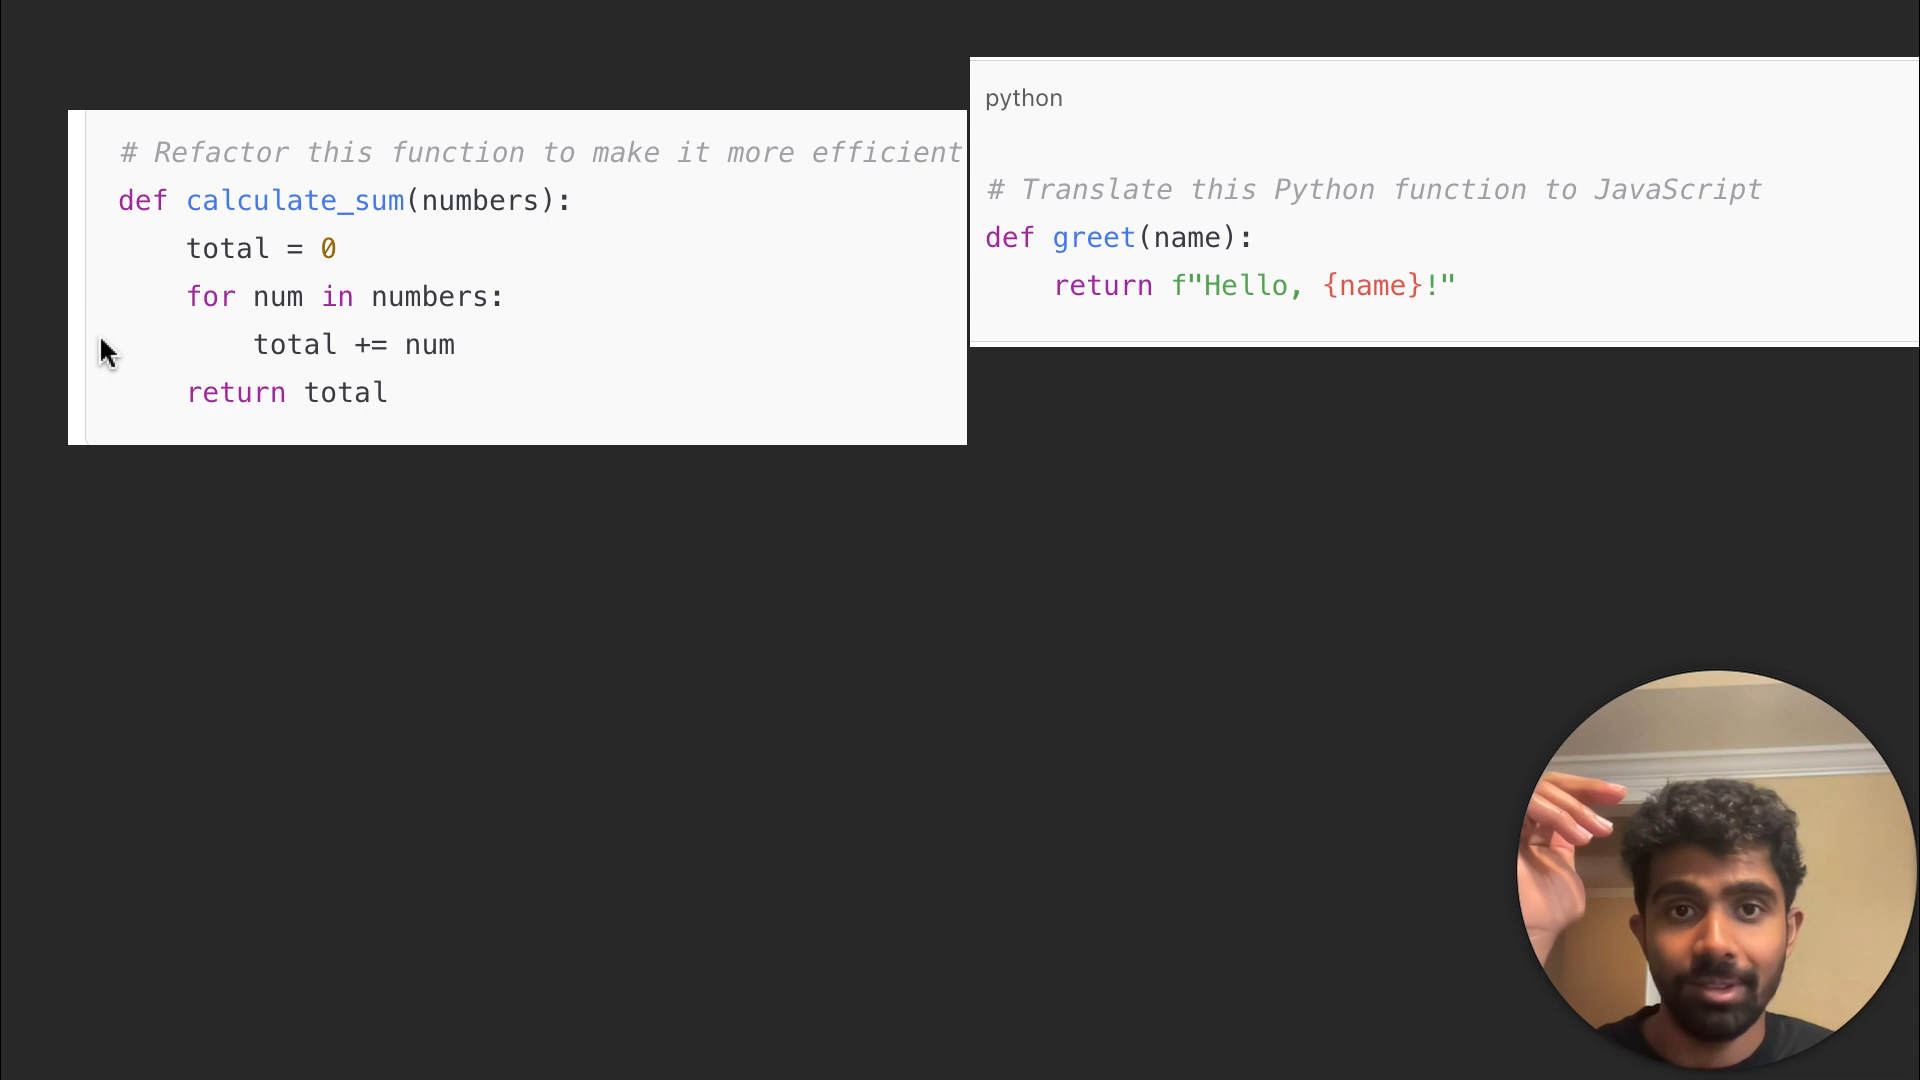 # Refactor this function to make it more efficient
def calculate_sum(numbers):
    total = 0
    for num in numbers:
        total += num
    return total
python
# Translate this Python function to JavaScript
def greet(name):
    return f"Hello, {name}!"